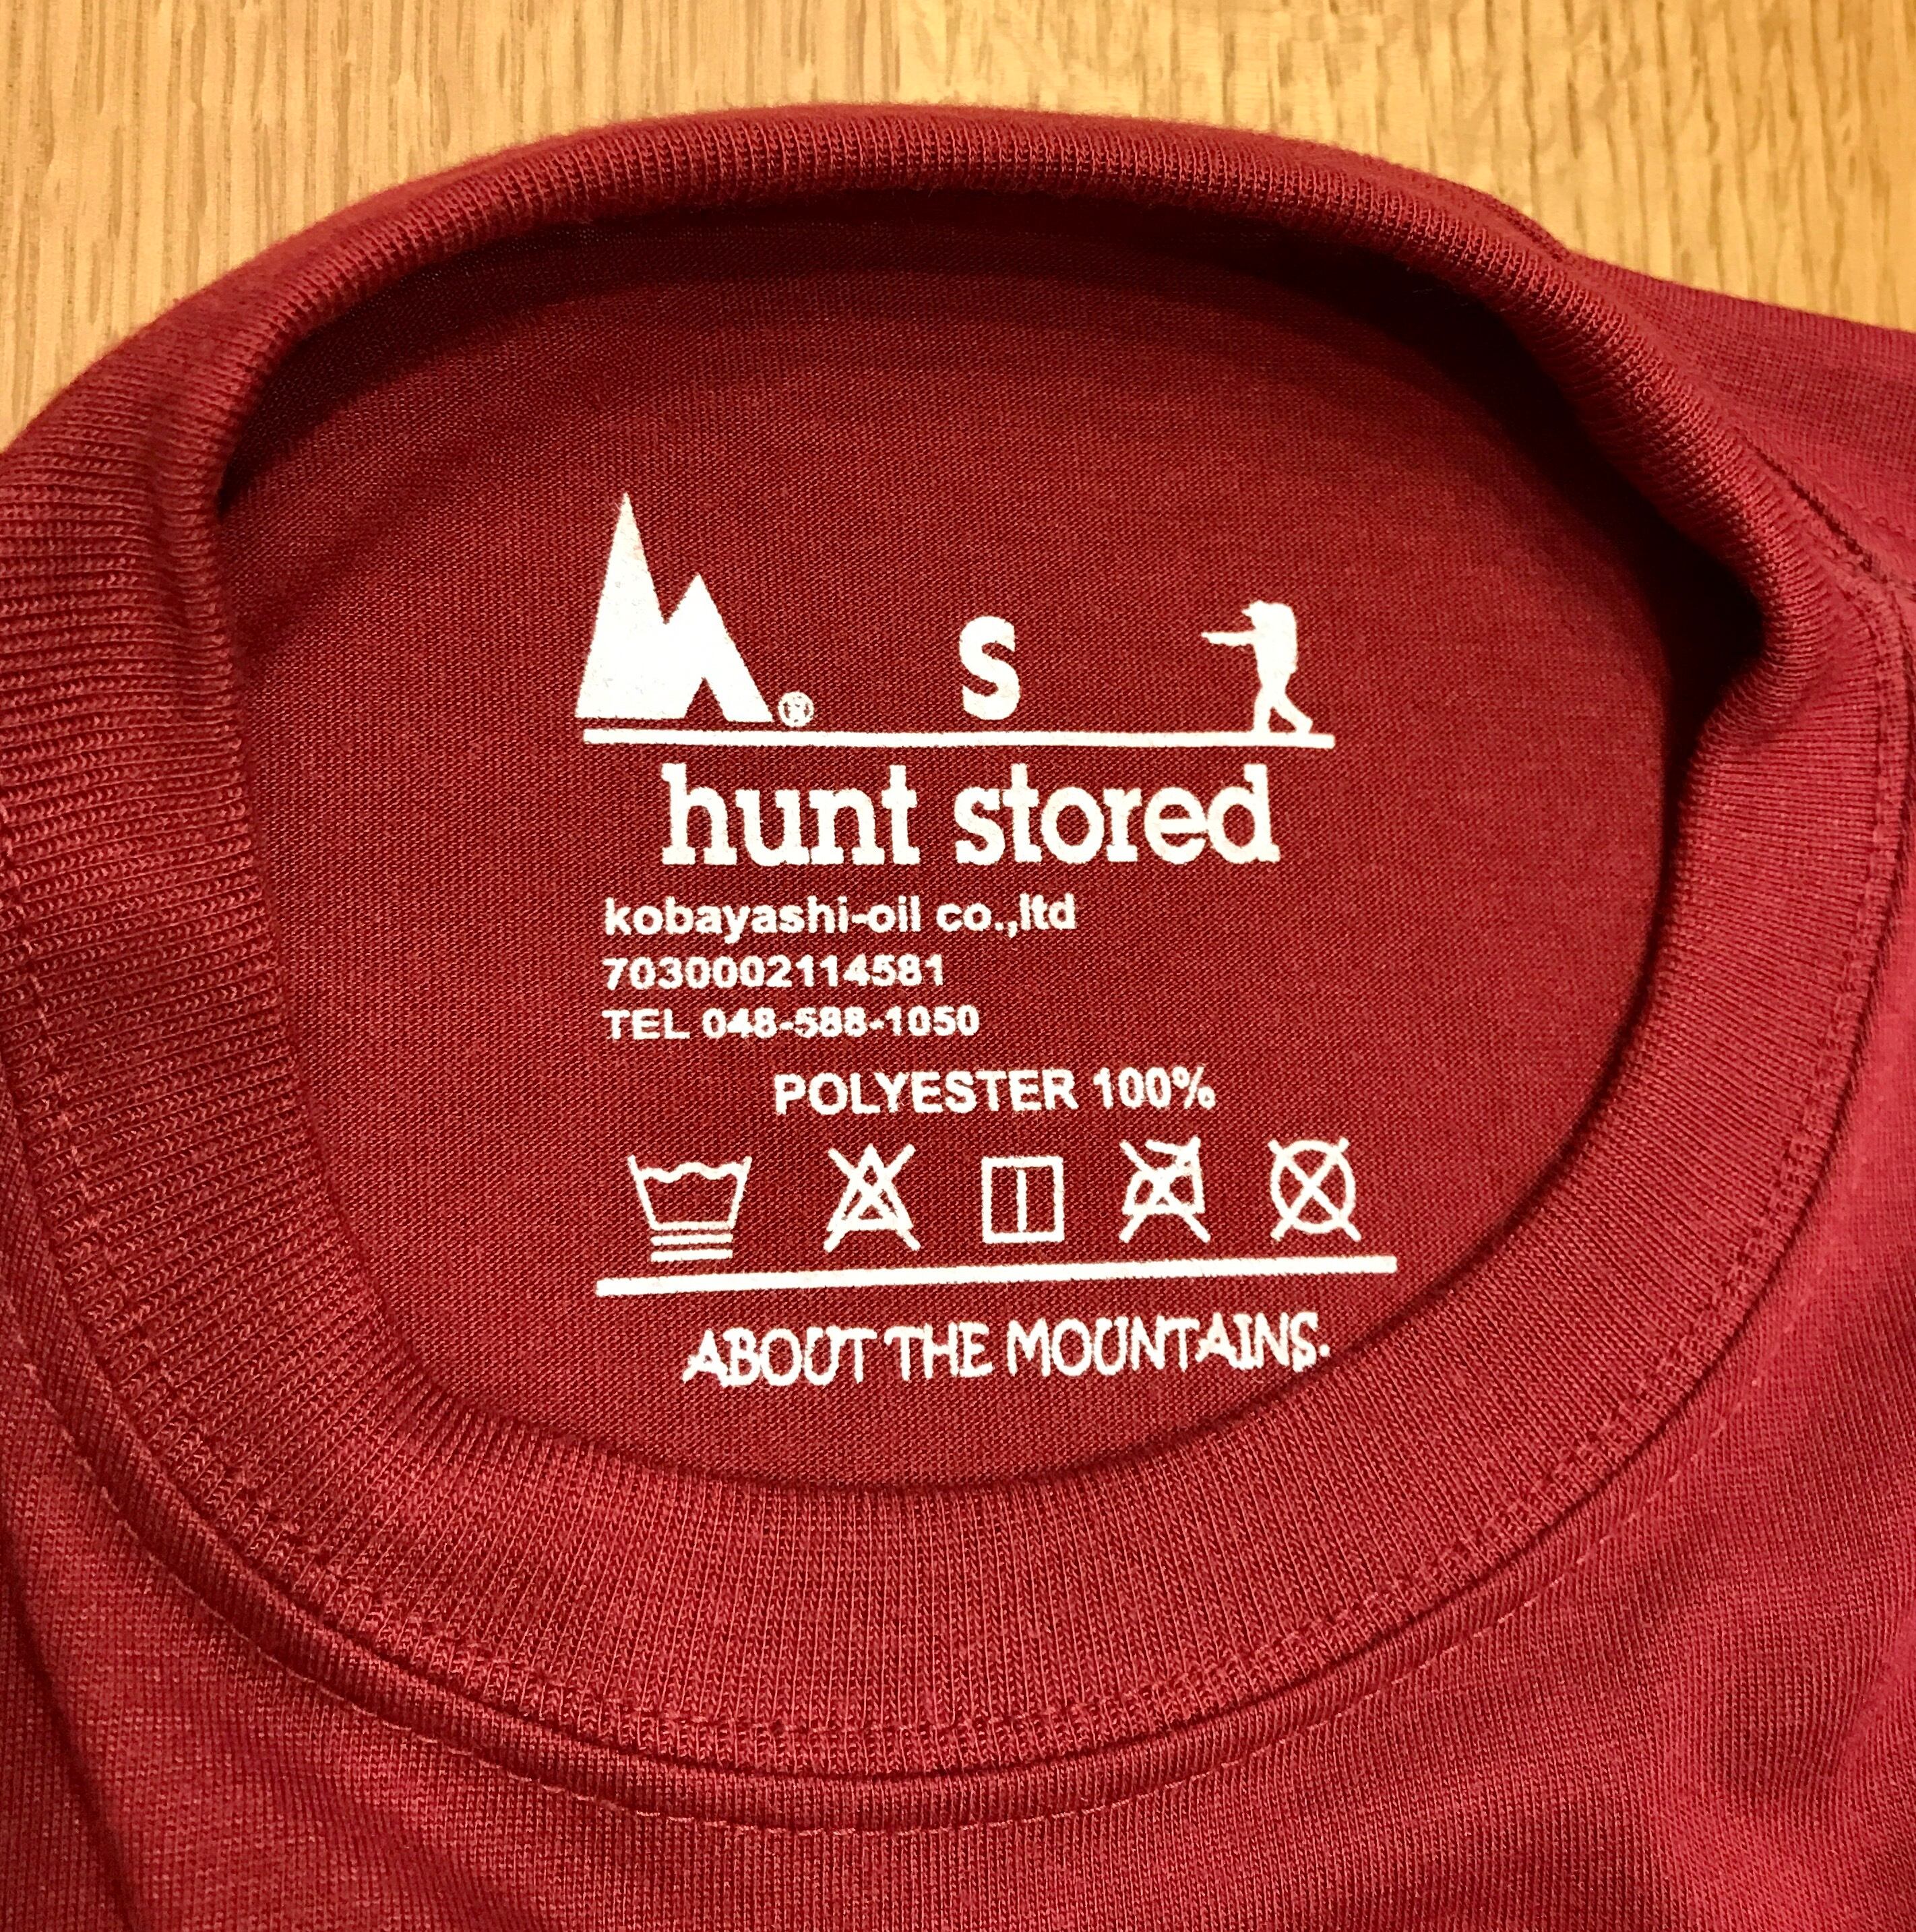 ® S
hunt stored
kobayashi-oil co.,ltd
7030002114581
TEL 048-588-1050
POLYESTER 100%
ABOUT THE MOUNTAINS.